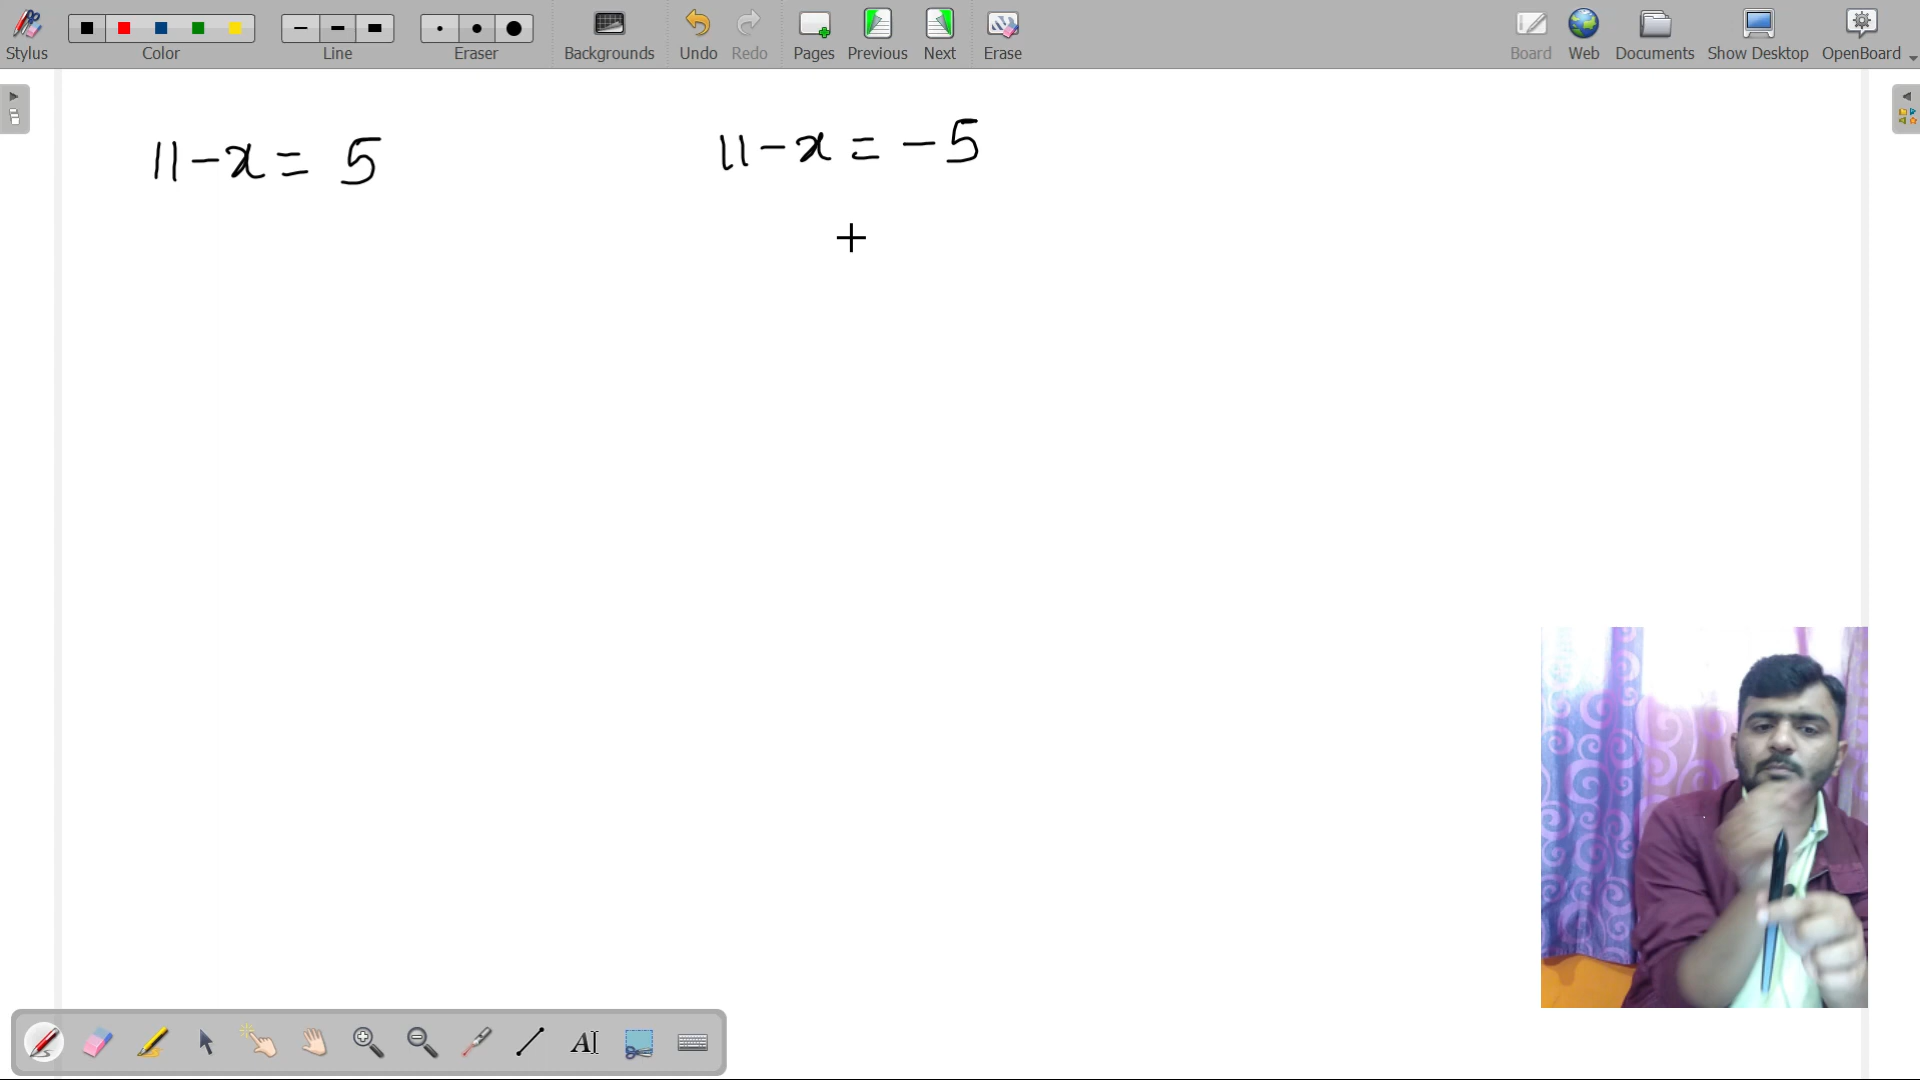 Stylus Color Line Eraser Backgrounds Undo Redo Pages Previous Next Erase Board Web Documents Show Desktop OpenBoard
11-x = 5
11-x = -5
AI